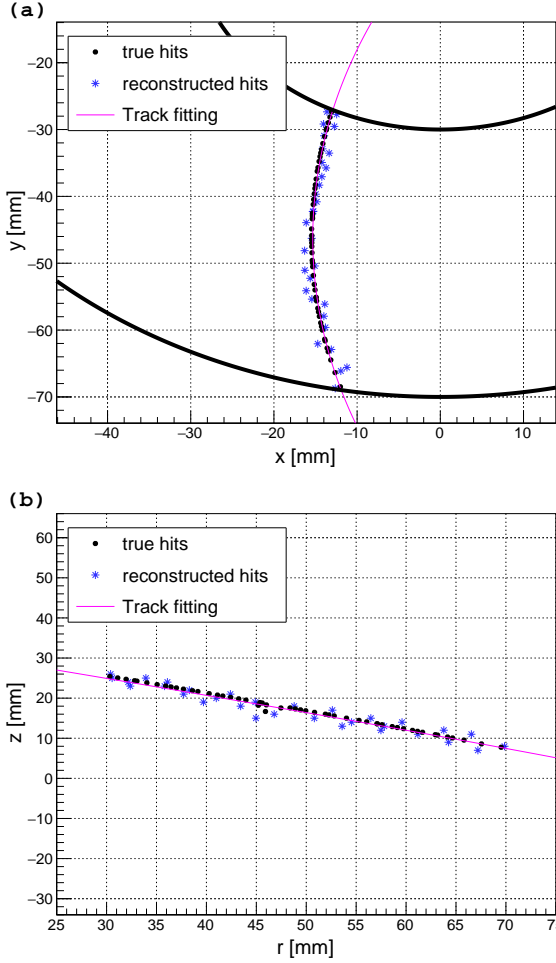 (a)
true hits
reconstructed hits
Track fitting
y [mm]
−20
−30
−40
−50
−60
−70
−40 −30 −20 −10 0 10
x [mm]
(b)
true hits
reconstructed hits
Track fitting
z [mm]
60
50
40
30
20
10
0
−10
−20
−30
25 30 35 40 45 50 55 60 65 70 75
r [mm]